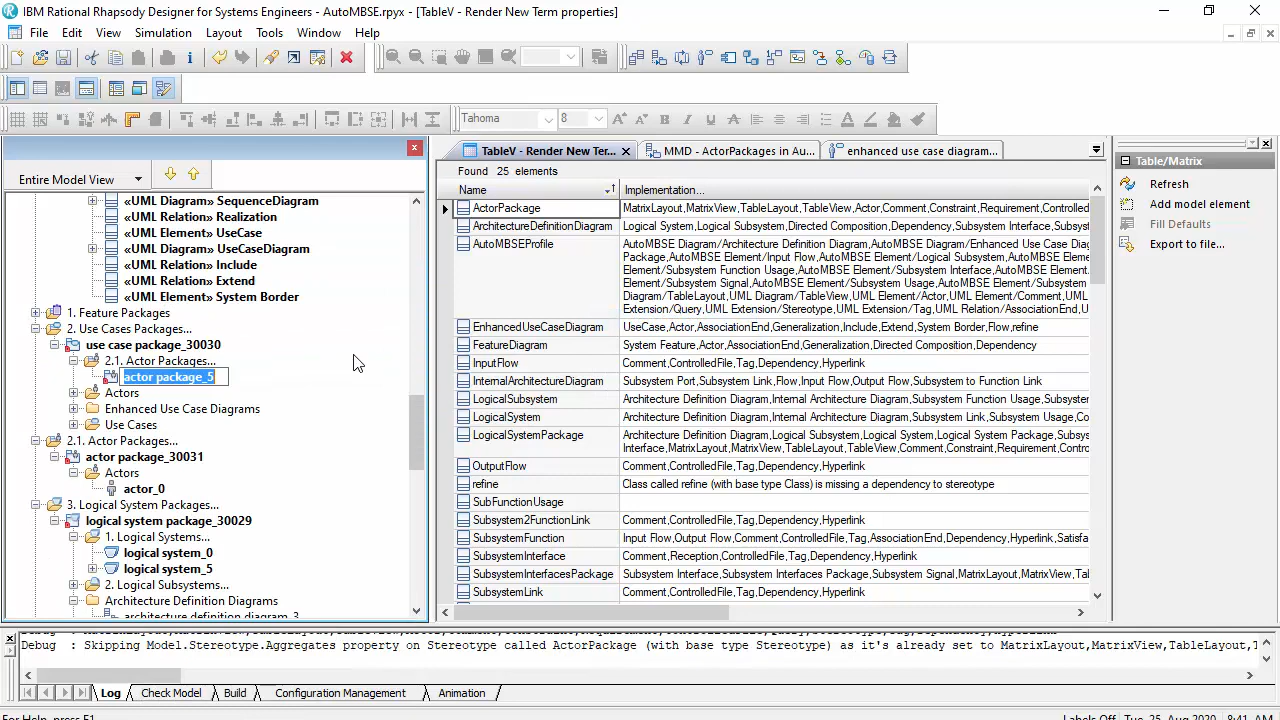 IBM Rational Rhapsody Designer for Systems Engineers - AutoMBSE.rpyx - [TableV - Render New Term properties]
File Edit View Simulation Layout Tools Window Help
Tahoma 8
Entire Model View
«UML Diagram» SequenceDiagram
«UML Relation» Realization
«UML Element» UseCase
«UML Diagram» UseCaseDiagram
«UML Relation» Include
«UML Relation» Extend
«UML Element» System Border
1. Feature Packages
2. Use Cases Packages...
use case package_30030
2.1. Actor Packages...
actor package_5
Actors
Enhanced Use Case Diagrams
Use Cases
2.1. Actor Packages...
actor package_30031
Actors
actor_0
3. Logical System Packages...
logical system package_30029
1. Logical Systems...
logical system_0
logical system_5
2. Logical Subsystems...
Architecture Definition Diagrams
architecture definition diagram_3
TableV - Render New Ter... MMD - ActorPackages in Au... enhanced use case diagram...
Found 25 elements
Name Implementation...
ActorPackage MatrixLayout,MatrixView,TableLayout,TableView,Actor,Comment,Constraint,Requirement,Controlled
ArchitectureDefinitionDiagram Logical System,Logical Subsystem,Directed Composition,Dependency,Subsystem Interface,Subsyst
AutoMBSEProfile AutoMBSE Diagram/Architecture Definition Diagram,AutoMBSE Diagram/Enhanced Use Case Dia
Package,AutoMBSE Element/Input Flow,AutoMBSE Element/Logical Subsystem,AutoMBSE Elem
Element/Subsystem Function Usage,AutoMBSE Element/Subsystem Interface,AutoMBSE Element
Element/Subsystem Signal,AutoMBSE Element/Subsystem Usage,AutoMBSE Element/System Fe
Diagram/TableLayout,UML Diagram/TableView,UML Element/Actor,UML Element/Comment,UML
Extension/Query,UML Extension/Stereotype,UML Extension/Tag,UML Relation/AssociationEnd,U
EnhancedUseCaseDiagram UseCase,Actor,AssociationEnd,Generalization,Include,Extend,System Border,Flow,refine
FeatureDiagram System Feature,Actor,AssociationEnd,Generalization,Directed Composition,Dependency
InputFlow Comment,ControlledFile,Tag,Dependency,Hyperlink
InternalArchitectureDiagram Subsystem Port,Subsystem Link,Flow,Input Flow,Output Flow,Subsystem to Function Link
LogicalSubsystem Architecture Definition Diagram,Internal Architecture Diagram,Subsystem Function Usage,Subsystem
LogicalSystem Architecture Definition Diagram,Internal Architecture Diagram,Subsystem Link,Subsystem Usage,Co
LogicalSystemPackage Architecture Definition Diagram,Logical Subsystem,Logical System,Logical System Package,Subsys
Interface,MatrixLayout,MatrixView,TableLayout,TableView,Comment,Constraint,Requirement,Contro
OutputFlow Comment,ControlledFile,Tag,Dependency,Hyperlink
refine Class called refine (with base type Class) is missing a dependency to stereotype
SubFunctionUsage
Subsystem2FunctionLink Comment,ControlledFile,Tag,Dependency,Hyperlink
SubsystemFunction Input Flow,Output Flow,Comment,ControlledFile,Tag,AssociationEnd,Dependency,Hyperlink,Satisfa
SubsystemInterface Comment,Reception,ControlledFile,Tag,Dependency,Hyperlink
SubsystemInterfacesPackage Subsystem Interface,Subsystem Interfaces Package,Subsystem Signal,MatrixLayout,MatrixView,Tal
SubsystemLink Comment,ControlledFile,Tag,Dependency,Hyperlink
Table/Matrix
Refresh
Add model element
Fill Defaults
Export to file...
Debug : Skipping Model.Stereotype.Aggregates property on Stereotype called ActorPackage (with base type Stereotype) as it's already set to MatrixLayout,MatrixView,TableLayout,T
Log Check Model Build Configuration Management Animation
For Help, press F1 Labels Off Tue, 25, Aug 2020 8:41 AM